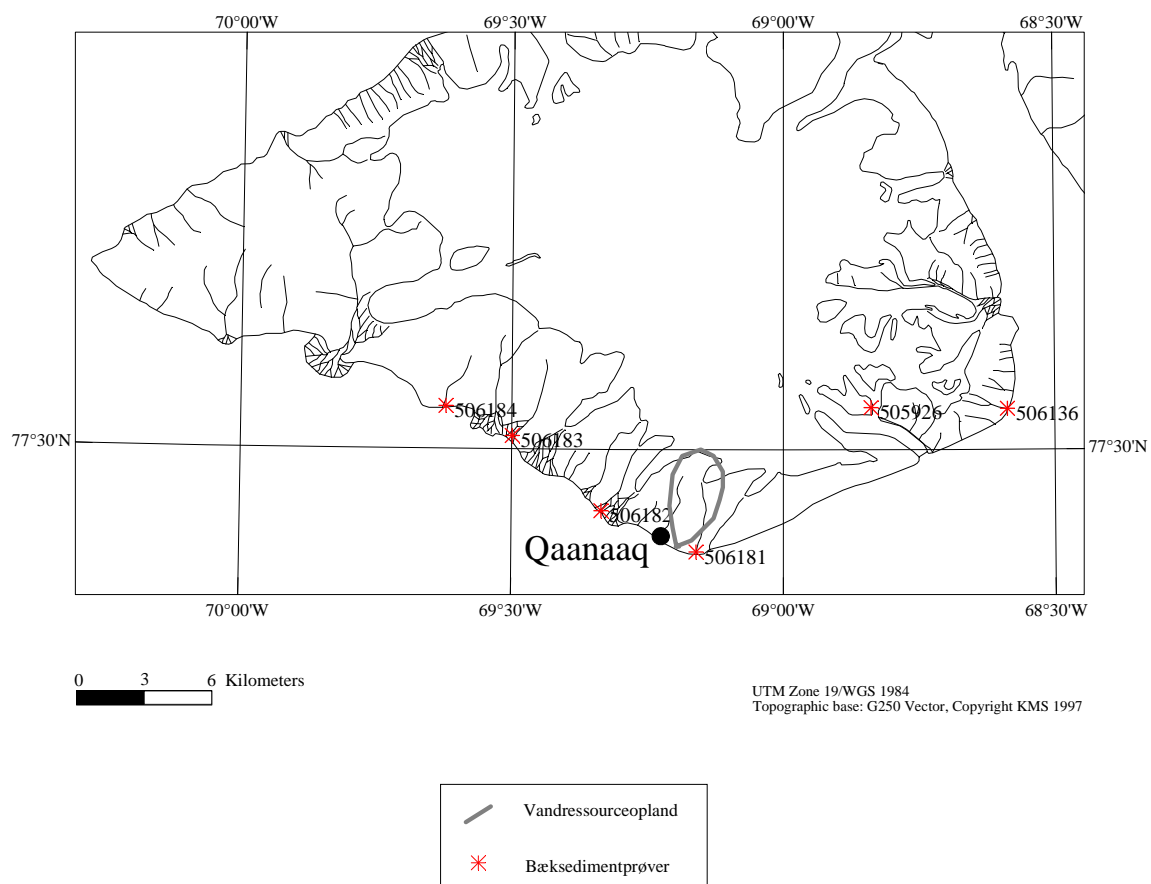 70°00'W 69°30'W 69°00'W 68°30'W
506184
505926
506136
506183
77°30'N
77°30'N
506182
Qaanaaq
506181
70°00'W 69°30'W 69°00'W 68°30'W
0 3 6 Kilometers
UTM Zone 19/WGS 1984
Topographic base: G250 Vector, Copyright KMS 1997
Vandressourceopland
Bæksedimentprøver